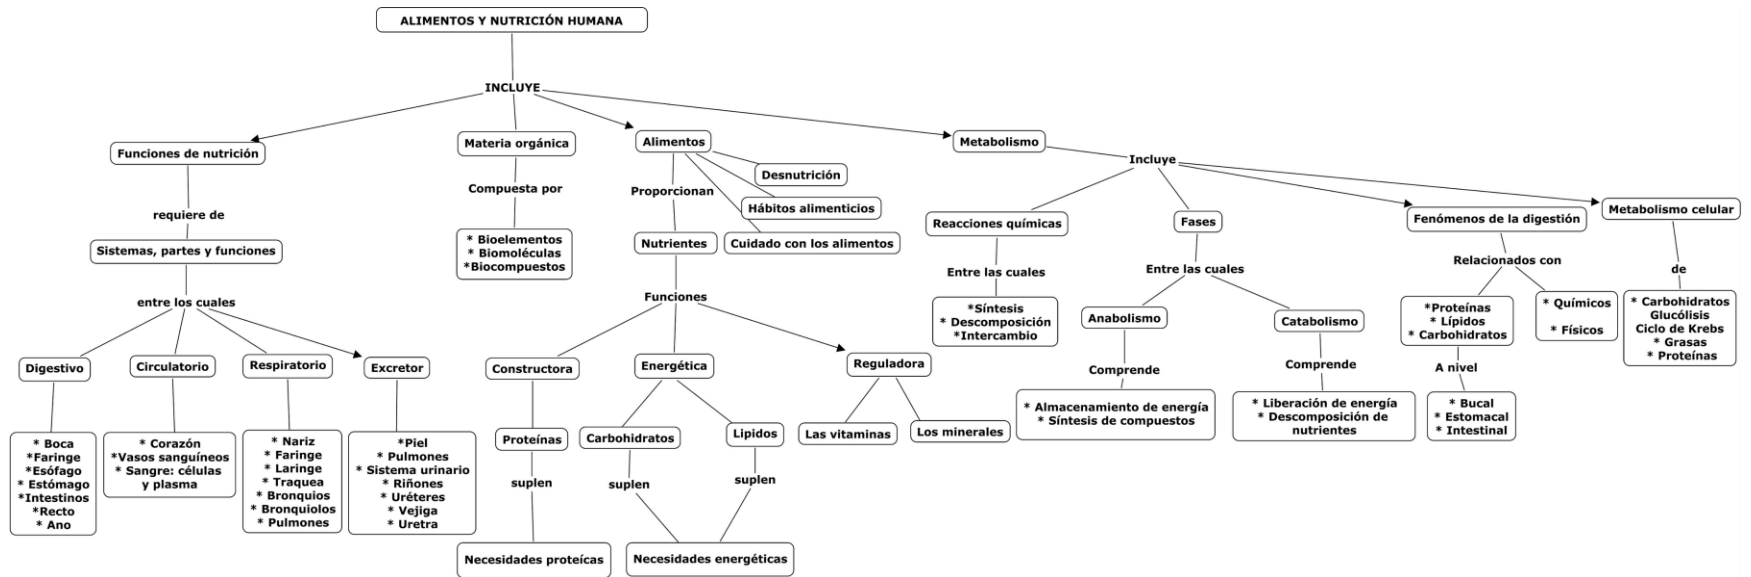 ALIMENTOS Y NUTRICIÓN HUMANA
INCLUYE
Funciones de nutrición
requiere de
Sistemas, partes y funciones
entre los cuales
Digestivo
* Boca
*Faringe
*Esófago
* Estómago
*Intestinos
*Recto
* Ano
Circulatorio
* Corazón
*Vasos sanguíneos
* Sangre: células
y plasma
Respiratorio
* Nariz
* Faringe
* Laringe
* Traquea
* Bronquios
* Bronquiolos
* Pulmones
Excretor
*Piel
* Pulmones
* Sistema urinario
* Riñones
* Uréteres
* Vejiga
* Uretra
Materia orgánica
Compuesta por
* Bioelementos
* Biomoléculas
*Biocompuestos
Alimentos
Desnutrición
Hábitos alimenticios
Cuidado con los alimentos
Proporcionan
Nutrientes
Funciones
Constructora
Proteínas
suplen
Necesidades proteícas
Energética
Carbohidratos
suplen
Lipidos
suplen
Necesidades energéticas
Reguladora
Las vitaminas
Los minerales
Metabolismo
Incluye
Reacciones químicas
Entre las cuales
*Síntesis
* Descomposición
*Intercambio
Fases
Entre las cuales
Anabolismo
Comprende
* Almacenamiento de energía
* Síntesis de compuestos
Catabolismo
Comprende
* Liberación de energía
* Descomposición de
nutrientes
Fenómenos de la digestión
Relacionados con
*Proteínas
* Lípidos
* Carbohidratos
A nivel
* Bucal
* Estomacal
* Intestinal
* Químicos
* Físicos
Metabolismo celular
de
* Carbohidratos
Glucólisis
Ciclo de Krebs
* Grasas
* Proteínas